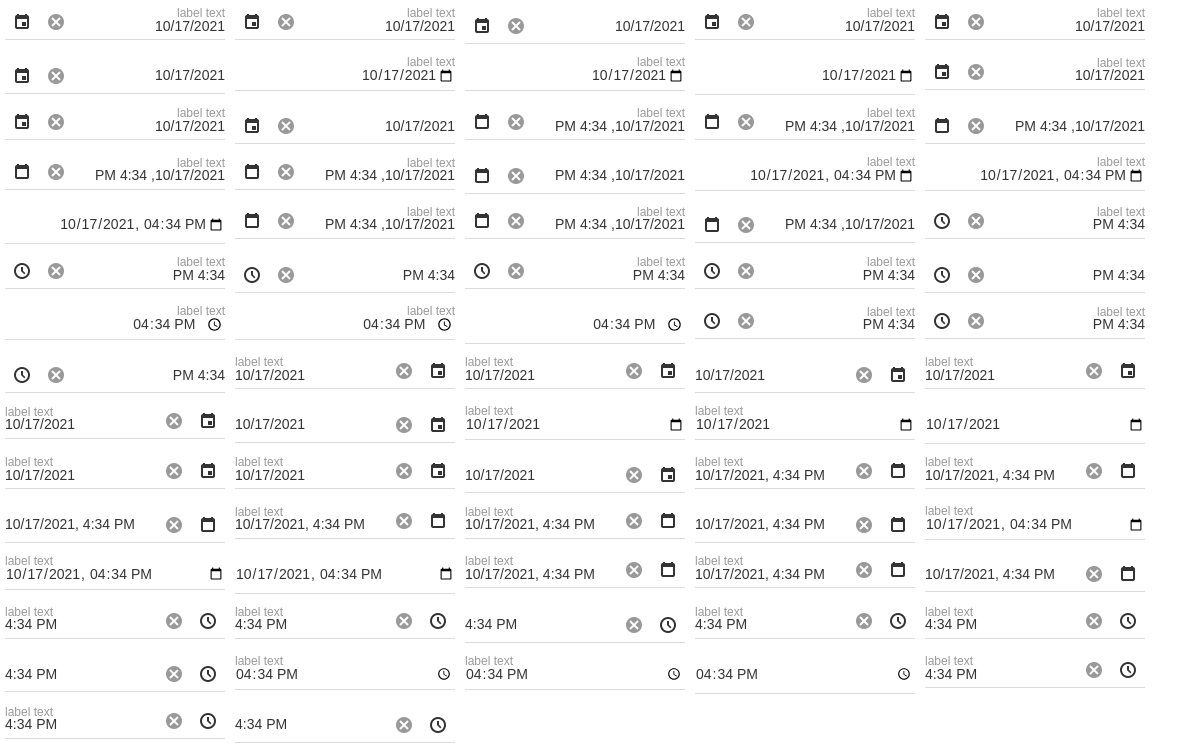 label text
10/17/2021
label text
10/17/2021
10/17/2021
label text
10/17/2021
label text
10/17/2021
10/17/2021
label text
10/17/2021
label text
10/17/2021
10/17/2021
label text
10/17/2021
label text
10/17/2021
10/17/2021
label text
PM 4:34 ,10/17/2021
label text
PM 4:34 ,10/17/2021
PM 4:34 ,10/17/2021
label text
PM 4:34 ,10/17/2021
label text
PM 4:34 ,10/17/2021
PM 4:34 ,10/17/2021
label text
10/17/2021, 04:34 PM
label text
10/17/2021, 04:34 PM
10/17/2021, 04:34 PM
label text
PM 4:34 ,10/17/2021
label text
PM 4:34 ,10/17/2021
PM 4:34 ,10/17/2021
label text
PM 4:34
label text
PM 4:34
PM 4:34
label text
PM 4:34
label text
PM 4:34
PM 4:34
label text
04:34 PM
label text
04:34 PM
04:34 PM
label text
PM 4:34
label text
PM 4:34
PM 4:34
label text
10/17/2021
label text
10/17/2021
10/17/2021
label text
10/17/2021
label text
10/17/2021
10/17/2021
label text
10/17/2021
label text
10/17/2021
10/17/2021
label text
10/17/2021
label text
10/17/2021
10/17/2021
label text
10/17/2021, 4:34 PM
label text
10/17/2021, 4:34 PM
10/17/2021, 4:34 PM
label text
10/17/2021, 4:34 PM
label text
10/17/2021, 4:34 PM
10/17/2021, 4:34 PM
label text
10/17/2021, 04:34 PM
label text
10/17/2021, 04:34 PM
10/17/2021, 04:34 PM
label text
10/17/2021, 4:34 PM
label text
10/17/2021, 4:34 PM
10/17/2021, 4:34 PM
label text
4:34 PM
label text
4:34 PM
4:34 PM
label text
4:34 PM
label text
4:34 PM
4:34 PM
label text
04:34 PM
label text
04:34 PM
04:34 PM
label text
4:34 PM
label text
4:34 PM
4:34 PM